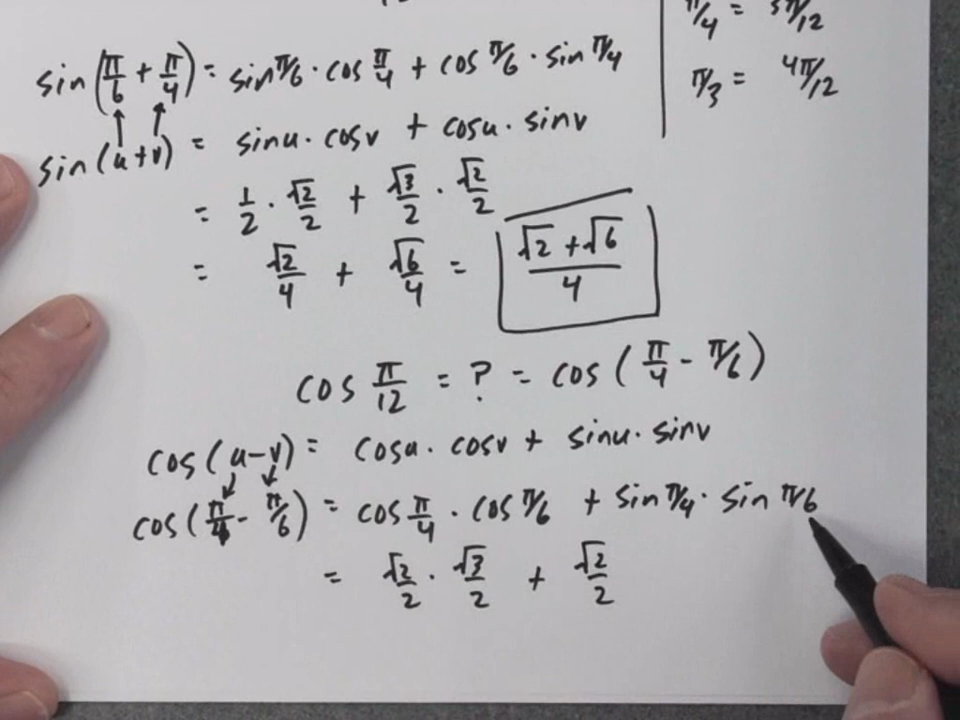 π/4 = 3π/12
π/3 = 4π/12
sin(π/6 + π/4) = sin π/6 · cos π/4 + cos π/6 · sin π/4
sin(u+v) = sinu · cosv + cosu · sinv
= 1/2 · √2/2 + √3/2 · √2/2
= √2/4 + √6/4 = √2 + √6/4
cos π/12 = ? = cos(π/4 - π/6)
cos(u-v) = cosu · cosv + sinu · sinv
cos(π/4 - π/6) = cos π/4 · cos π/6 + sin π/4 · sin π/6
= √2/2 · √3/2 + √2/2